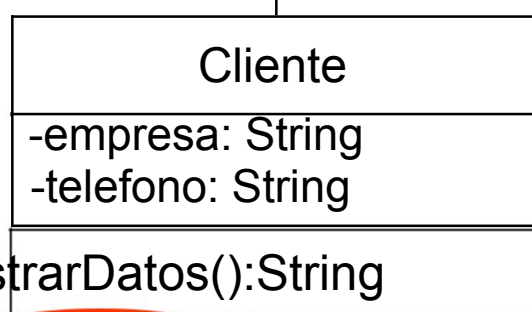 Cliente
-empresa: String
-telefono: String
strarDatos():String